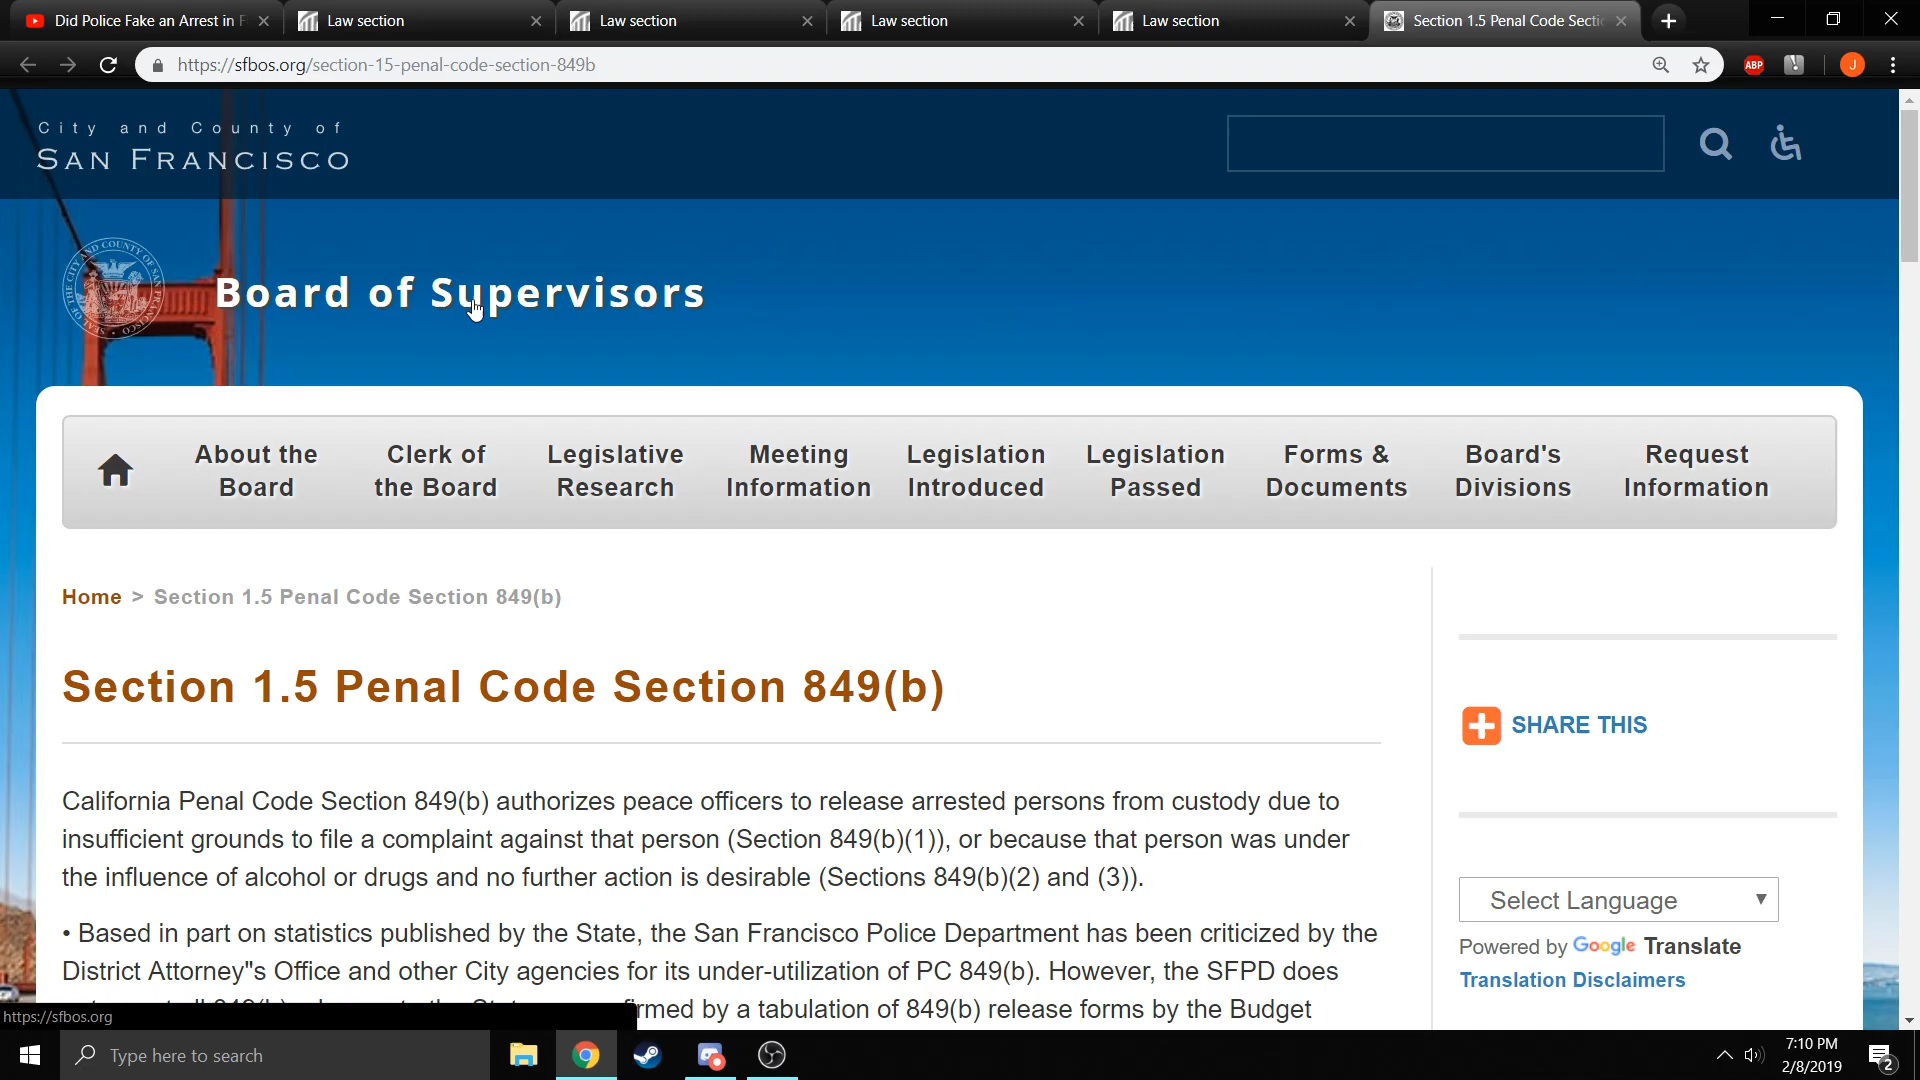 Did Police Fake an Arrest in F
Law section
Law section
Law section
Law section
Section 1.5 Penal Code Secti
https://sfbos.org/section-15-penal-code-section-849b
ABP
J
City and County of
SAN FRANCISCO
Board of Supervisors
About the Board
Clerk of the Board
Legislative Research
Meeting Information
Legislation Introduced
Legislation Passed
Forms & Documents
Board's Divisions
Request Information
Home > Section 1.5 Penal Code Section 849(b)
Section 1.5 Penal Code Section 849(b)
California Penal Code Section 849(b) authorizes peace officers to release arrested persons from custody due to
insufficient grounds to file a complaint against that person (Section 849(b)(1)), or because that person was under
the influence of alcohol or drugs and no further action is desirable (Sections 849(b)(2) and (3)).
• Based in part on statistics published by the State, the San Francisco Police Department has been criticized by the
District Attorney"s Office and other City agencies for its under-utilization of PC 849(b). However, the SFPD does
rmed by a tabulation of 849(b) release forms by the Budget
SHARE THIS
Select Language
Powered by Google Translate
Translation Disclaimers
https://sfbos.org
Type here to search
7:10 PM
2/8/2019
2